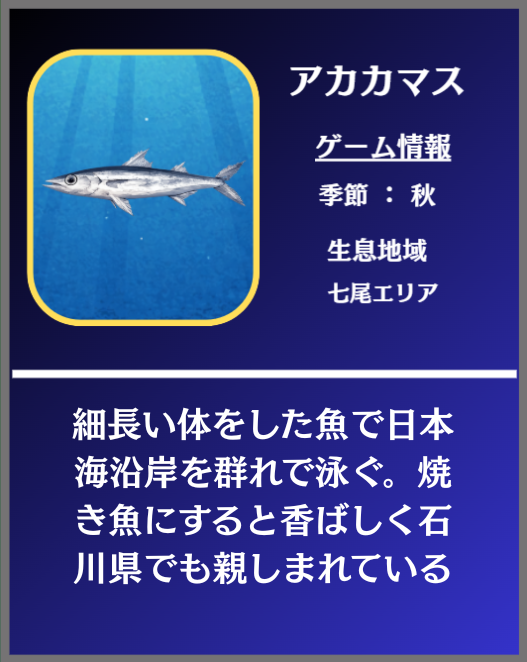 アカカマス
ゲーム情報
季節 ： 秋
生息地域
七尾エリア
細長い体をした魚で日本
海沿岸を群れで泳ぐ。焼
き魚にすると香ばしく石
川県でも親しまれている